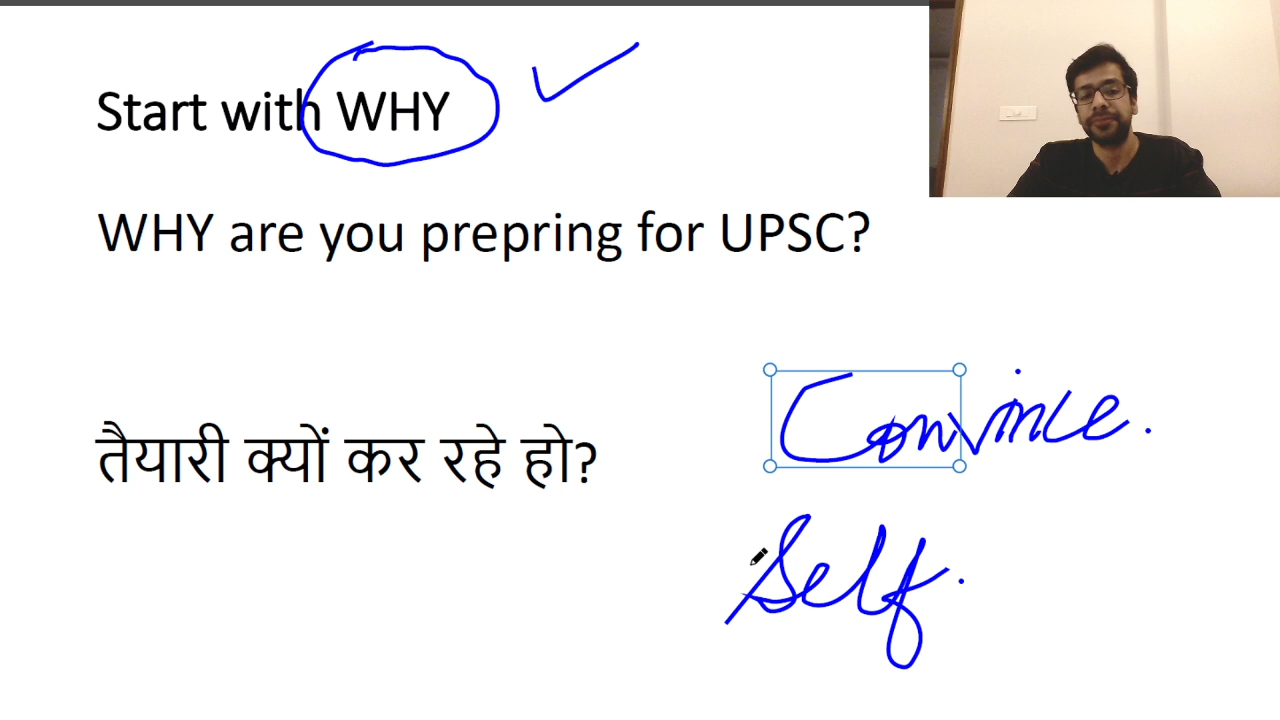 Start with WHY
WHY are you prepring for UPSC?
तैयारी क्यों कर रहे हो?
Convince.
Self.